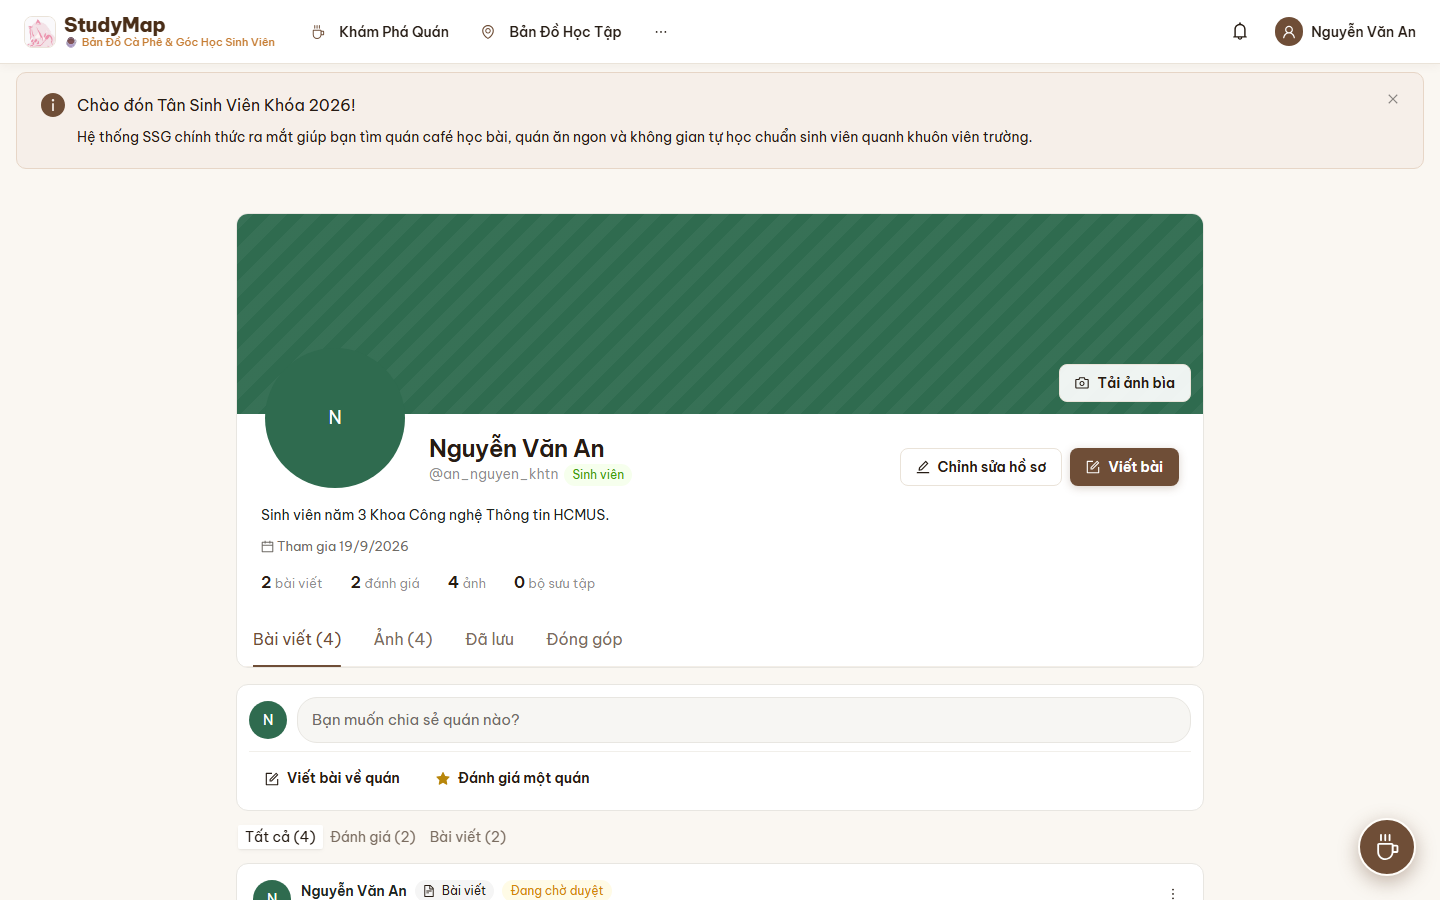 StudyMap
Bản Đồ Cà Phê & Góc Học Sinh Viên
Khám Phá Quán
Bản Đồ Học Tập
Nguyễn Văn An
Chào đón Tân Sinh Viên Khóa 2026!
Hệ thống SSG chính thức ra mắt giúp bạn tìm quán café học bài, quán ăn ngon và không gian tự học chuẩn sinh viên quanh khuôn viên trường.
Tải ảnh bìa
N
Nguyễn Văn An
@an_nguyen_khtn Sinh viên
Chỉnh sửa hồ sơ
Viết bài
Sinh viên năm 3 Khoa Công nghệ Thông tin HCMUS.
Tham gia 19/9/2026
2 bài viết 2 đánh giá 4 ảnh 0 bộ sưu tập
Bài viết (4) Ảnh (4) Đã lưu Đóng góp
N Bạn muốn chia sẻ quán nào?
Viết bài về quán Đánh giá một quán
Tất cả (4) Đánh giá (2) Bài viết (2)
N Nguyễn Văn An Bài viết Đang chờ duyệt